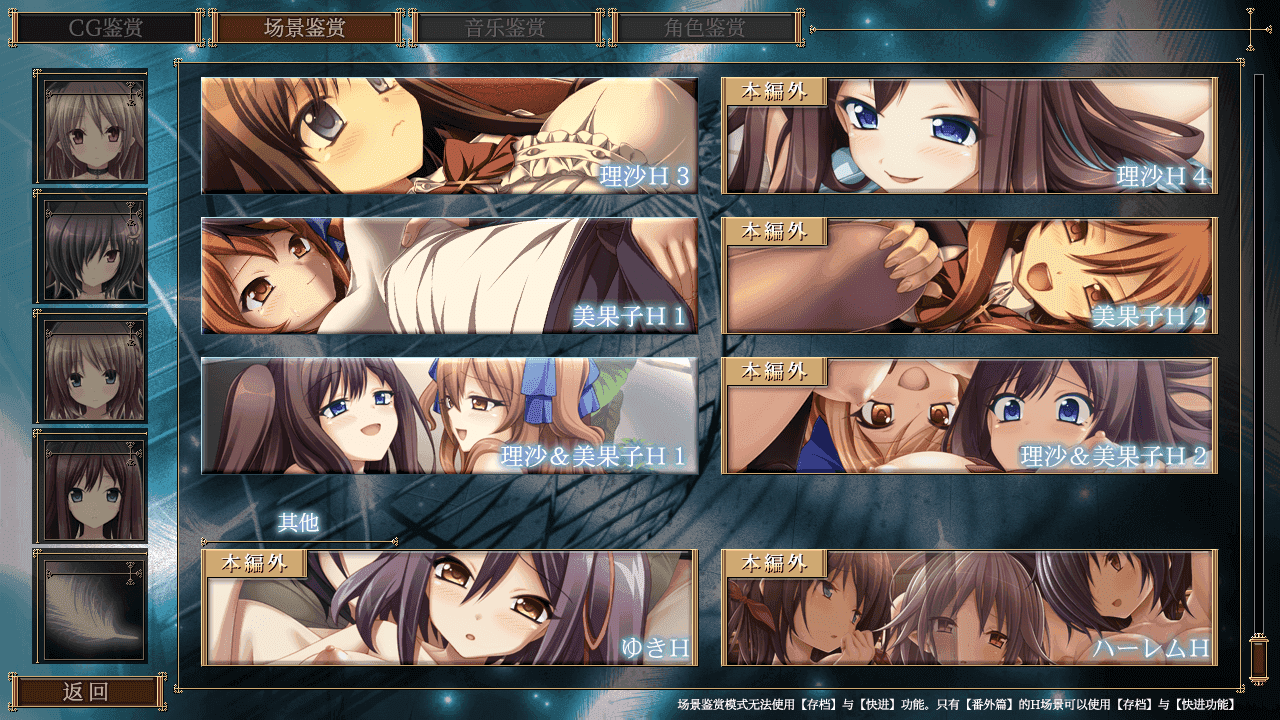 CG鉴赏
场景鉴赏
音乐鉴赏
角色鉴赏
理沙H 3
本編外
理沙H 4
美果子H 1
本編外
美果子H 2
理沙&美果子H 1
本編外
理沙&美果子H 2
其他
本編外
ゆきH
本編外
ハーレムH
返回
场景鉴赏模式无法使用【存档】与【快进】功能。只有【番外篇】的H场景可以使用【存档】与【快进功能】